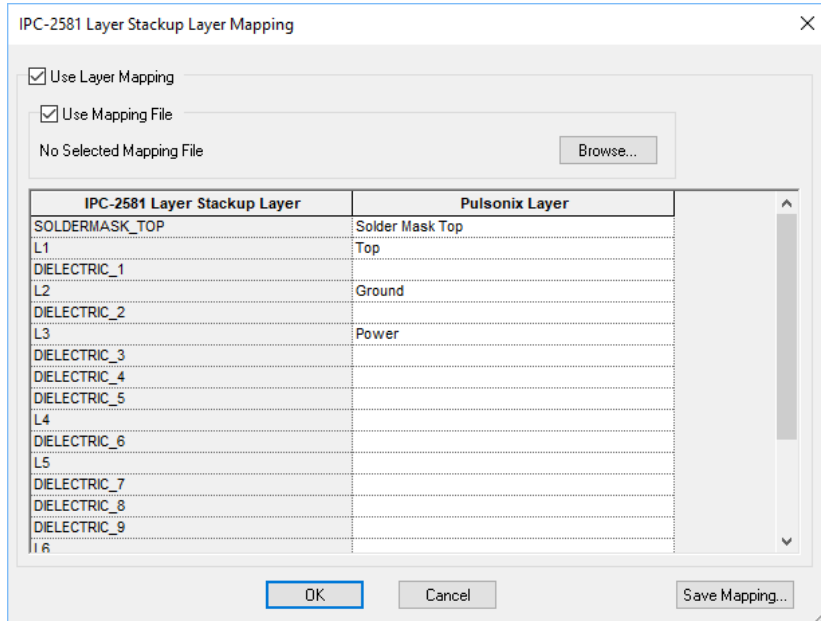 IPC-2581 Layer Stackup Layer Mapping
Use Layer Mapping
Use Mapping File
No Selected Mapping File Browse...
IPC-2581 Layer Stackup Layer Pulsonix Layer
SOLDERMASK_TOP Solder Mask Top
L1 Top
DIELECTRIC_1
L2 Ground
DIELECTRIC_2
L3 Power
DIELECTRIC_3
DIELECTRIC_4
DIELECTRIC_5
L4
DIELECTRIC_6
L5
DIELECTRIC_7
DIELECTRIC_8
DIELECTRIC_9
L6
OK Cancel Save Mapping...